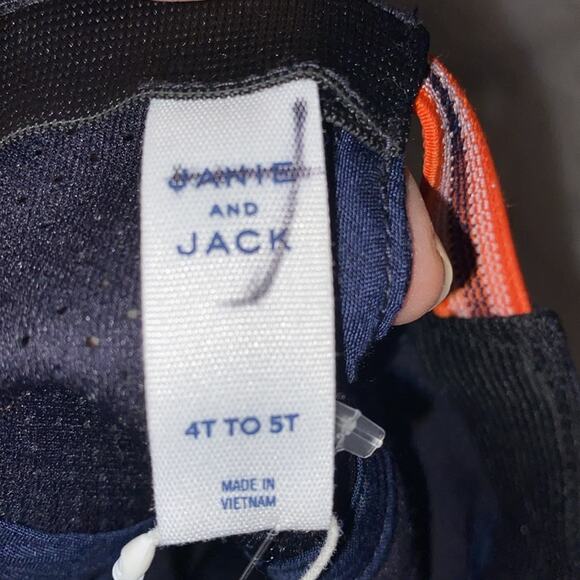 JANIE
AND
JACK
4T TO 5T
MADE IN
VIETNAM